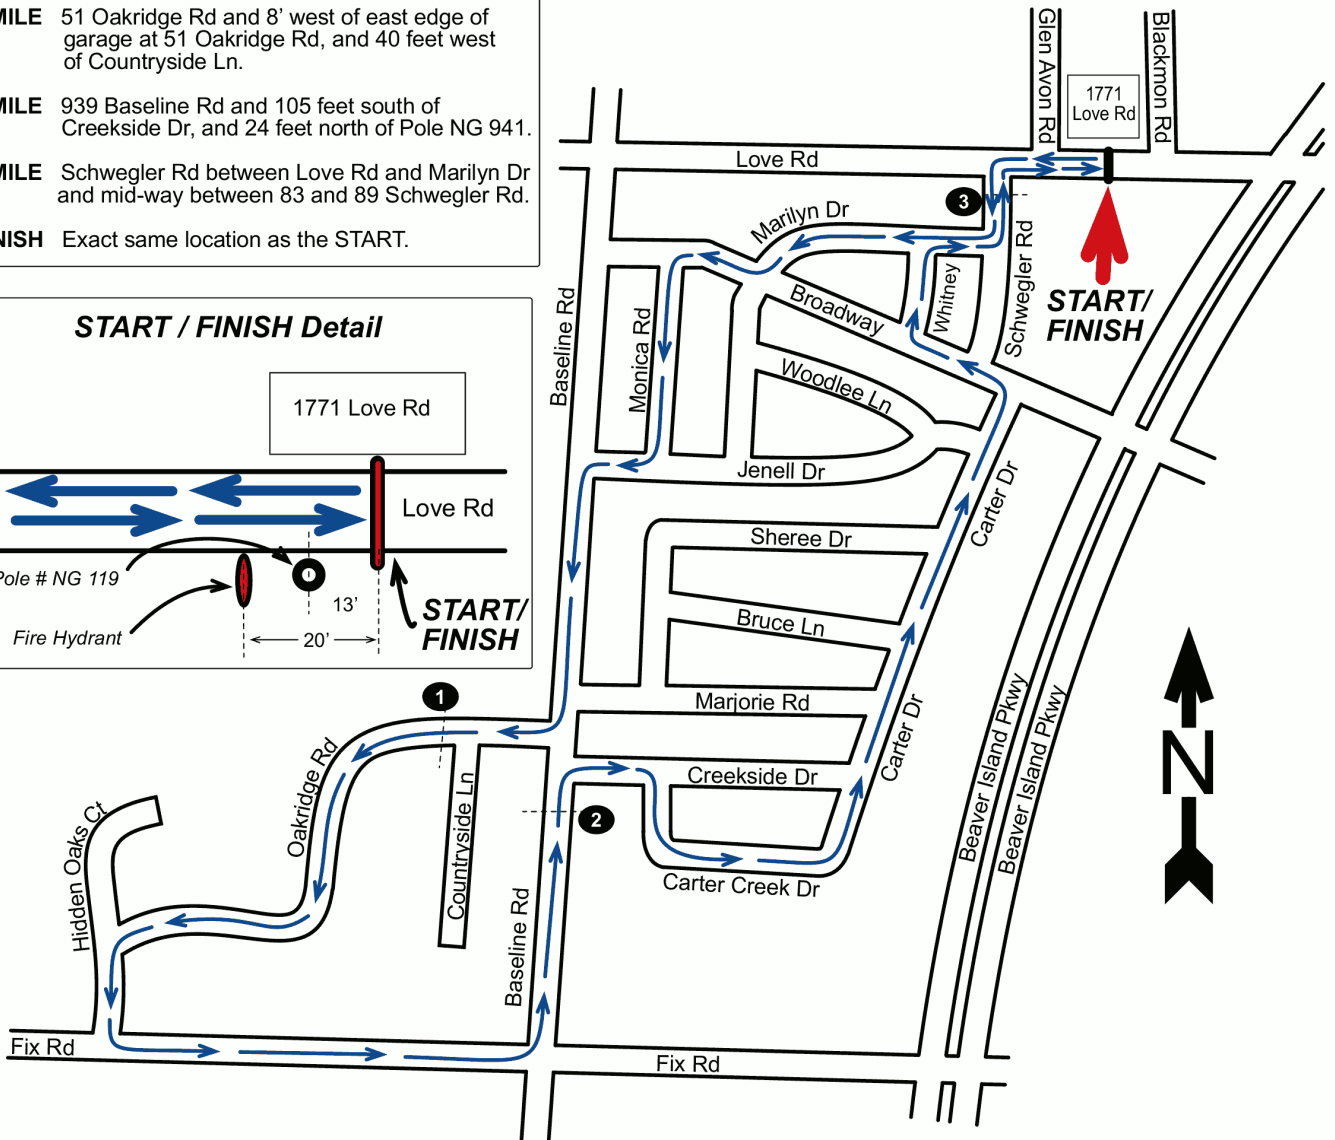 MILE 51 Oakridge Rd and 8’ west of east edge of
garage at 51 Oakridge Rd, and 40 feet west
of Countryside Ln.
MILE 939 Baseline Rd and 105 feet south of
Creekside Dr, and 24 feet north of Pole NG 941.
MILE Schwegler Rd between Love Rd and Marilyn Dr
and mid-way between 83 and 89 Schwegler Rd.
NISH Exact same location as the START.
START / FINISH Detail
1771 Love Rd
Love Rd
Pole # NG 119
Fire Hydrant
13’
20’
START/
FINISH
Glen Avon Rd
1771
Love Rd
Blackmon Rd
Love Rd
3
Marilyn Dr
Schwegler Rd
START/
FINISH
Whitney
Broadway
Baseline Rd
Monica Rd
Woodlee Ln
Jenell Dr
Carter Dr
Sheree Dr
Bruce Ln
Marjorie Rd
Carter Dr
1
Oakridge Rd
Creekside Dr
2
Countryside Ln
Carter Creek Dr
Hidden Oaks Ct
Baseline Rd
Beaver Island Pkwy
Beaver Island Pkwy
N
Fix Rd
Fix Rd